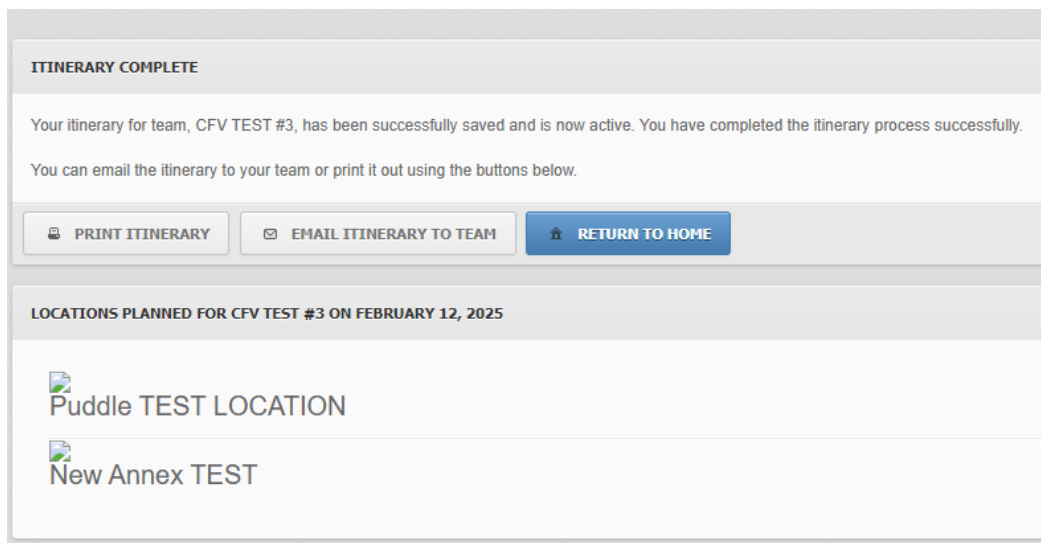 ITINERARY COMPLETE
Your itinerary for team, CFV TEST #3, has been successfully saved and is now active. You have completed the itinerary process successfully.
You can email the itinerary to your team or print it out using the buttons below.
PRINT ITINERARY EMAIL ITINERARY TO TEAM RETURN TO HOME
LOCATIONS PLANNED FOR CFV TEST #3 ON FEBRUARY 12, 2025
Puddle TEST LOCATION
New Annex TEST